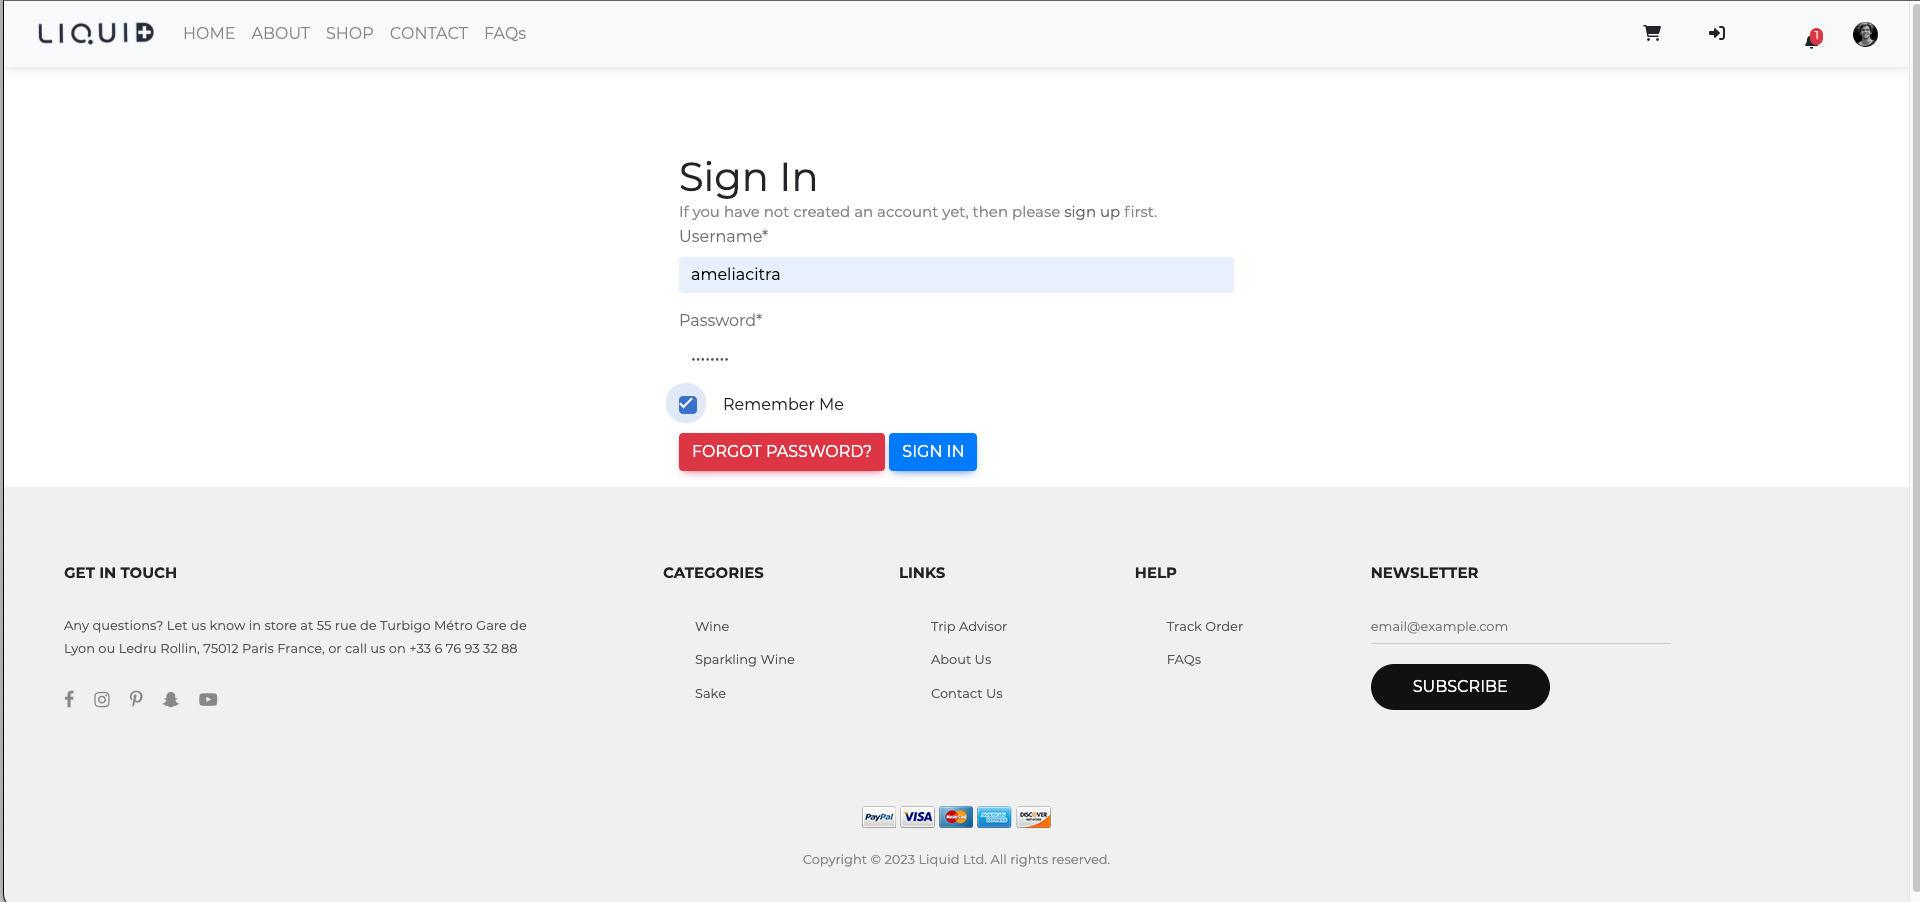 LIQUID
HOME ABOUT SHOP CONTACT FAQs
1
Sign In
If you have not created an account yet, then please sign up first.
Username*
ameliacitra
Password*
........
Remember Me
FORGOT PASSWORD? SIGN IN
GET IN TOUCH
Any questions? Let us know in store at 55 rue de Turbigo Métro Gare de
Lyon ou Ledru Rollin, 75012 Paris France, or call us on +33 6 76 93 32 88
CATEGORIES
Wine
Sparkling Wine
Sake
LINKS
Trip Advisor
About Us
Contact Us
HELP
Track Order
FAQs
NEWSLETTER
email@example.com
SUBSCRIBE
PayPal VISA MasterCard AMERICAN EXPRESS DISCOVER NETWORK
Copyright © 2023 Liquid Ltd. All rights reserved.